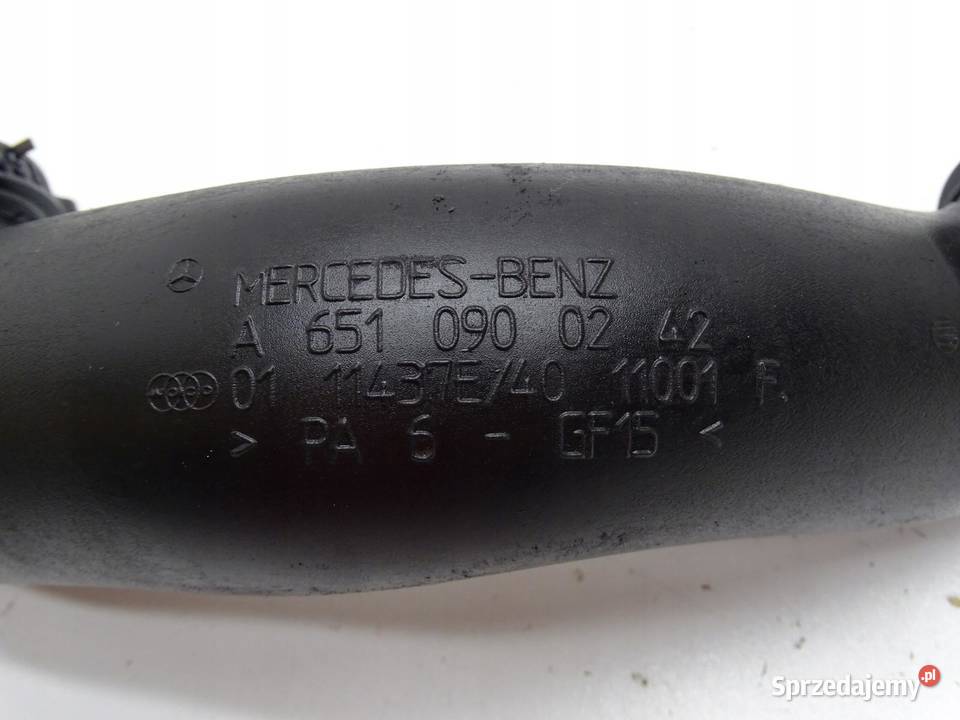 MERCEDES-BENZ
A 651 090 02 42
01 11437E/40 11001 F.
> PA 6 - GF15 <
Sprzedajemy.pl